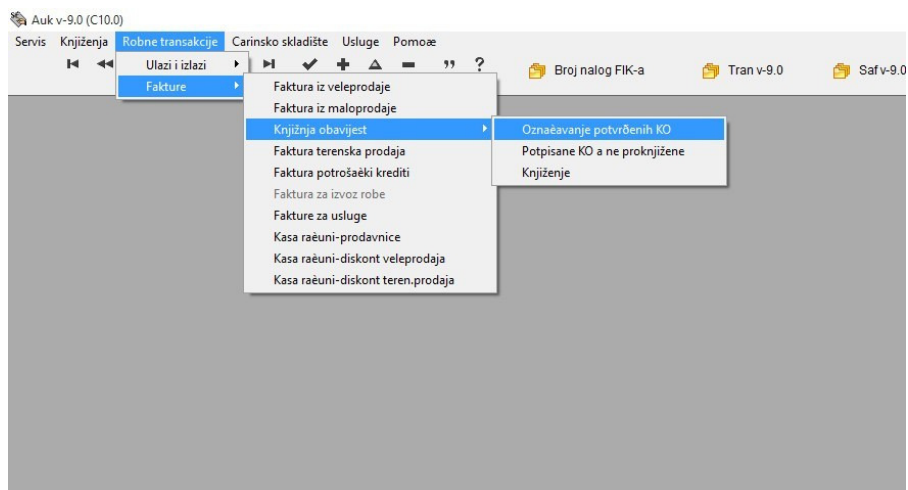 Auk v-9.0 (C10.0)
Servis Knjiženja Robne transakcije Carinsko skladište Usluge Pomoæ
Ulazi i izlazi
Fakture
Broj nalog FIK-a Tran v-9.0 Saf v-9.0
Faktura iz veleprodaje
Faktura iz maloprodaje
Knjižnja obavijest
Faktura terenska prodaja
Faktura potrošaèki krediti
Faktura za izvoz robe
Fakture za usluge
Kasa raèuni-prodavnice
Kasa raèuni-diskont veleprodaja
Kasa raèuni-diskont teren.prodaja
Oznaèavanje potvrðenih KO
Potpisane KO a ne proknjižene
Knjiženje